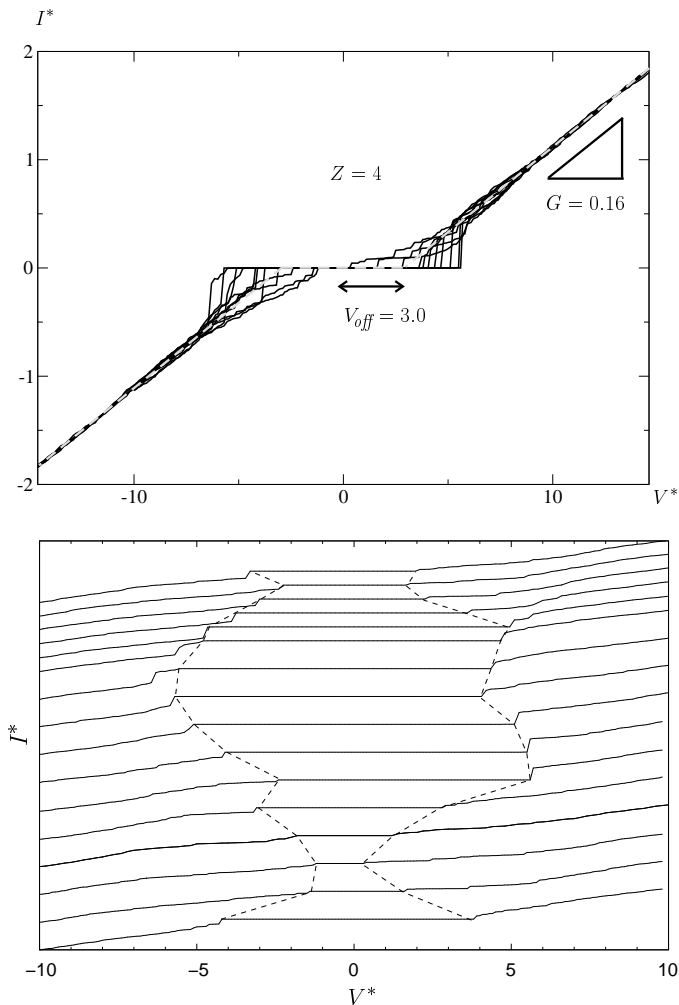 I*
2
1
Z = 4
G = 0.16
0
V_off = 3.0
-1
-2
-10 0 10 V*
I*
−10 −5 0 5 10
V*